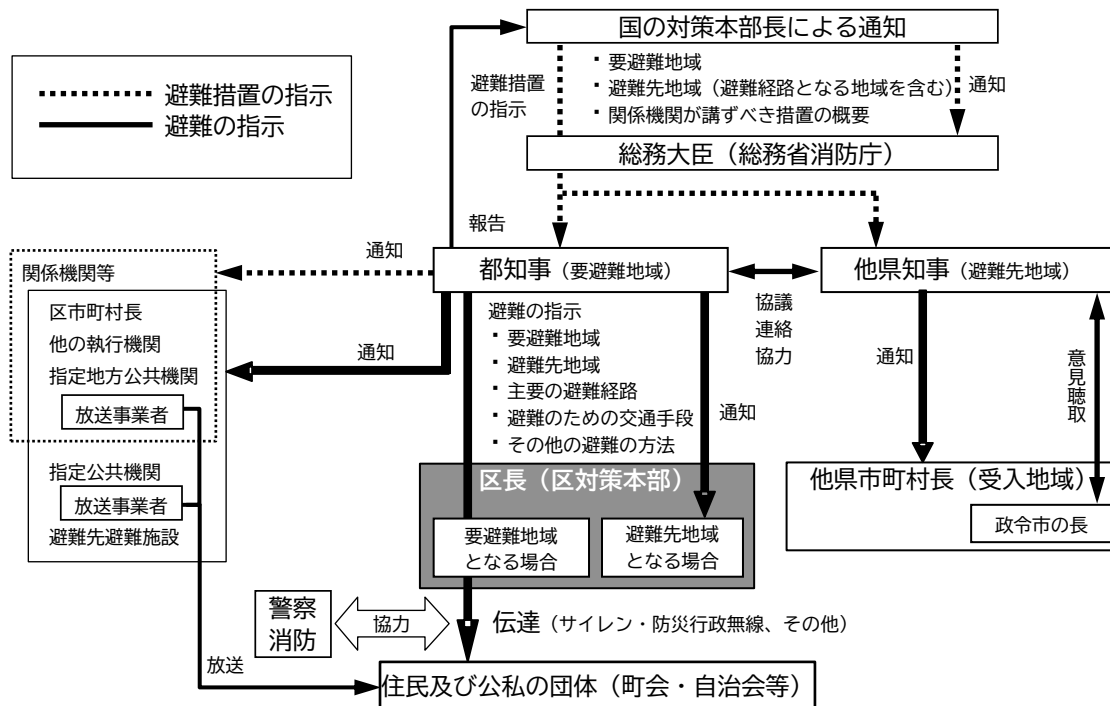 国の対策本部長による通知
避難措置の指示
避難の指示
避難措置
の指示
・要避難地域
・避難先地域（避難経路となる地域を含む）
・関係機関が講ずべき措置の概要
通知
総務大臣（総務省消防庁）
報告
通知
関係機関等
都知事（要避難地域）
他県知事（避難先地域）
協議
連絡
協力
区市町村長
他の執行機関
指定地方公共機関
放送事業者
通知
避難の指示
・要避難地域
・避難先地域
・主要の避難経路
・避難のための交通手段
・その他の避難の方法
通知
通知
意見聴取
指定公共機関
放送事業者
避難先避難施設
区長（区対策本部）
要避難地域
となる場合
避難先地域
となる場合
他県市町村長（受入地域）
政令市の長
警察
消防
協力
伝達（サイレン・防災行政無線、その他）
放送
住民及び公私の団体（町会・自治会等）